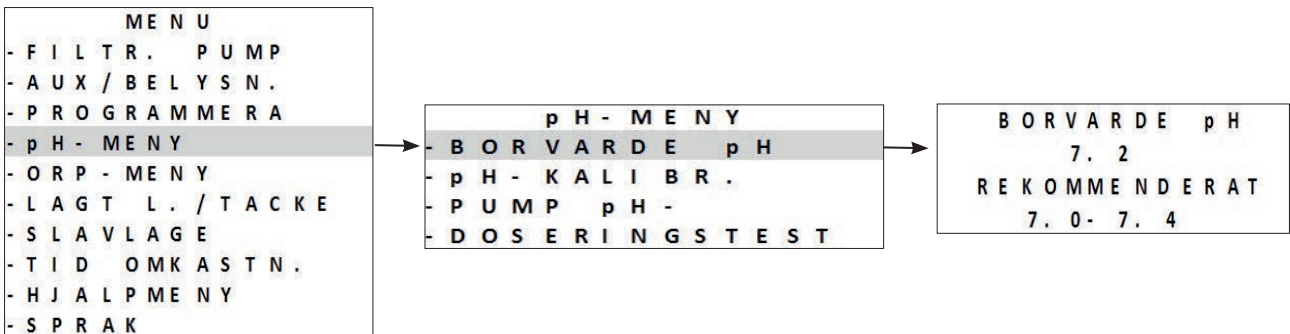 MENU
-FILTR. PUMP
-AUX/BELYSN.
-PROGRAMMERA
-pH-MENY
-ORP-MENY
-LAGT L./TACKE
-SLAVLAGE
-TID OMKASTN.
-HJALPMENY
-SPRAK
pH-MENY
-BORVARDE pH
-pH-KALIBR.
-PUMP pH-
-DOSERINGSTEST
BORVARDE pH
7.2
REKOMMENDERAT
7.0-7.4